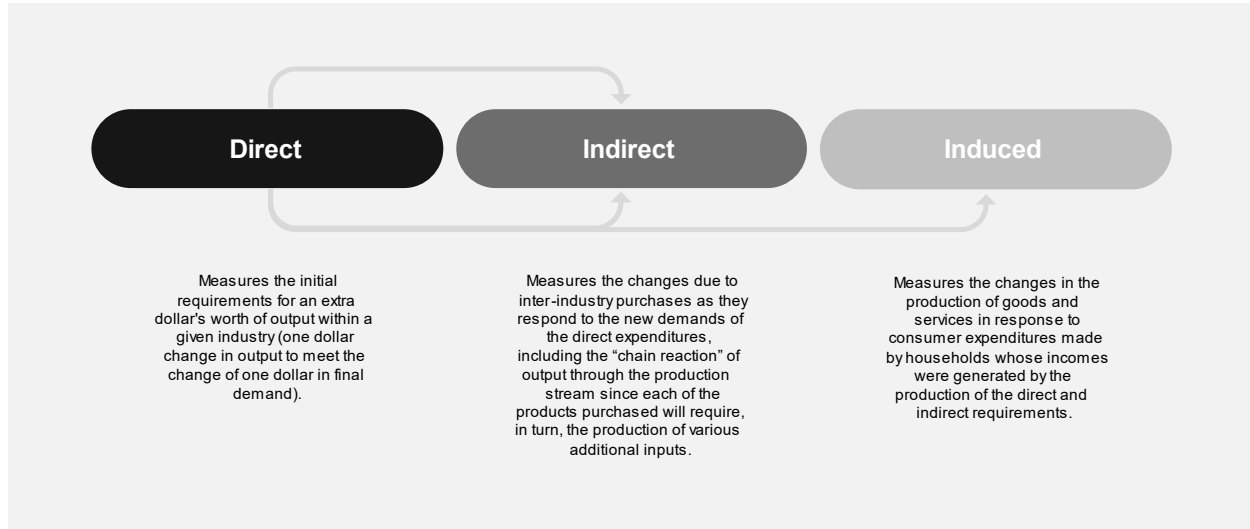 Direct
Indirect
Induced
Measures the initial
requirements for an extra
dollar's worth of output within a
given industry (one dollar
change in output to meet the
change of one dollar in final
demand).
Measures the changes due to
inter-industry purchases as they
respond to the new demands of
the direct expenditures,
including the “chain reaction” of
output through the production
stream since each of the
products purchased will require,
in turn, the production of various
additional inputs.
Measures the changes in the
production of goods and
services in response to
consumer expenditures made
by households whose incomes
were generated by the
production of the direct and
indirect requirements.